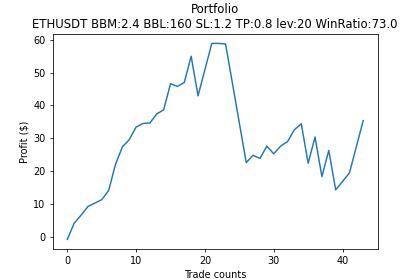 Portfolio
ETHUSDT BBM:2.4 BBL:160 SL:1.2 TP:0.8 lev:20 WinRatio:73.0
60
50
40
30
20
10
0
Profit ($)
0 10 20 30 40
Trade counts